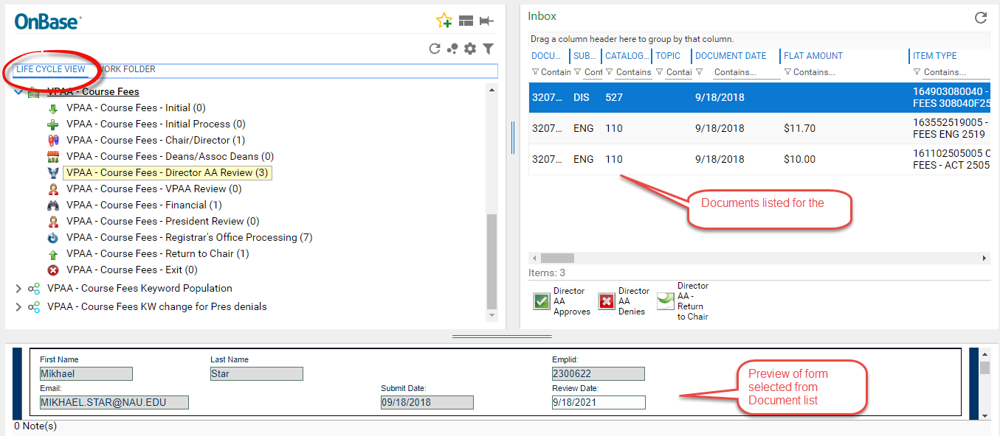 OnBase
LIFE CYCLE VIEW
WORK FOLDER
VPAA - Course Fees
VPAA - Course Fees - Initial (0)
VPAA - Course Fees - Initial Process (0)
VPAA - Course Fees - Chair/Director (1)
VPAA - Course Fees - Deans/Assoc Deans (0)
VPAA - Course Fees - Director AA Review (3)
VPAA - Course Fees - VPAA Review (0)
VPAA - Course Fees - Financial (1)
VPAA - Course Fees - President Review (0)
VPAA - Course Fees - Registrar's Office Processing (7)
VPAA - Course Fees - Return to Chair (1)
VPAA - Course Fees - Exit (0)
VPAA - Course Fees Keyword Population
VPAA - Course Fees KW change for Pres denials
Inbox
Drag a column header here to group by that column.
DOCU... SUB... CATALOG... TOPIC DOCUMENT DATE FLAT AMOUNT ITEM TYPE
Contain Cont Contains. Contai Contains... Contains... Contains...
3207... DIS 527 9/18/2018 164903080040 -
FEES 308040F25
3207... ENG 110 9/18/2018 $11.70 163552519005 -
FEES ENG 2519
3207... ENG 110 9/18/2018 $10.00 161102505005 C
FEES - ACT 2505
Documents listed for the
Items: 3
Director
AA
Approves
Director
AA
Denies
Director
AA -
Return
to Chair
First Name
Mikhael
Last Name
Star
Emplid:
2300622
Email:
MIKHAEL.STAR@NAU.EDU
Submit Date:
09/18/2018
Review Date:
9/18/2021
Preview of form
selected from
Document list
0 Note(s)